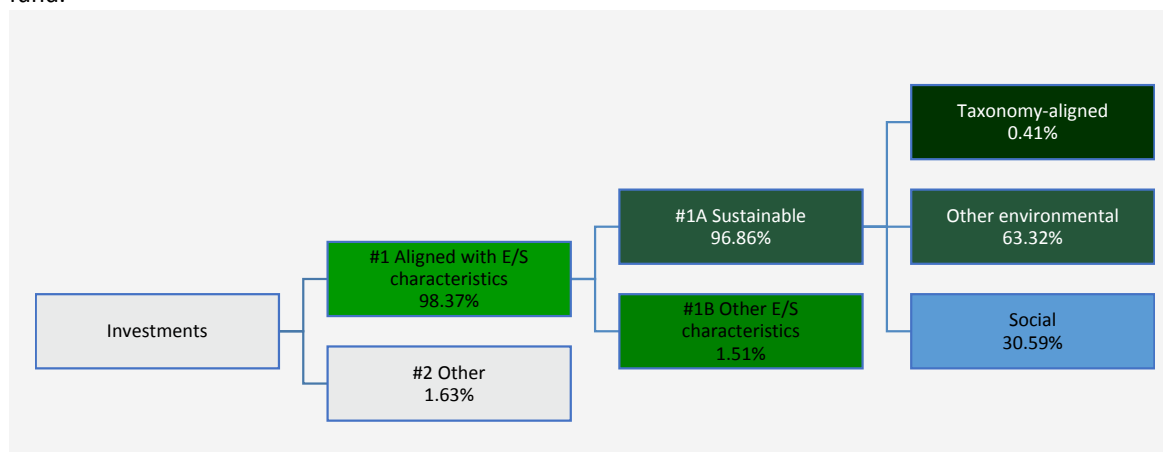 Taxonomy-aligned
0.41%
#1A Sustainable
96.86%
Other environmental
63.32%
#1 Aligned with E/S
characteristics
98.37%
Investments
#1B Other E/S
characteristics
1.51%
Social
30.59%
#2 Other
1.63%